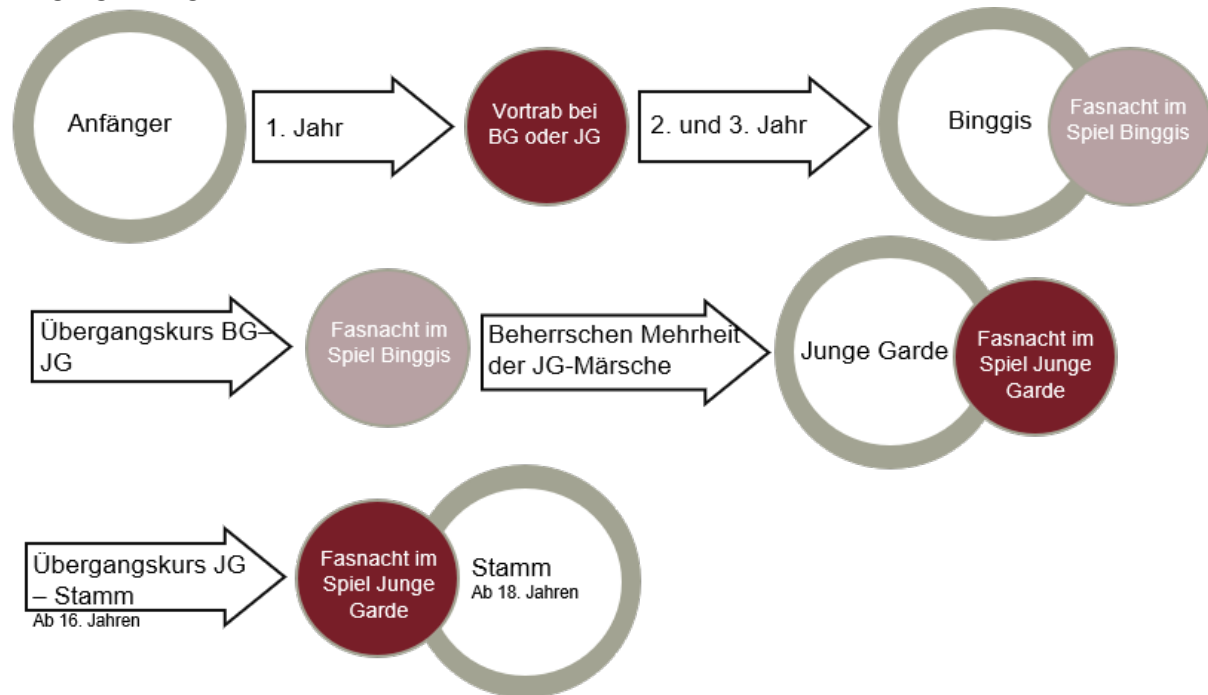 Anfänger
1. Jahr
Vortrab bei
BG oder JG
2. und 3. Jahr
Binggis
Fasnacht im
Spiel Binggis
Übergangskurs BG–
JG
Fasnacht im
Spiel Binggis
Beherrschen Mehrheit
der JG-Märsche
Junge Garde
Fasnacht im
Spiel Junge
Garde
Übergangskurs JG
– Stamm
Ab 16. Jahren
Fasnacht im
Spiel Junge
Garde
Stamm
Ab 18. Jahren